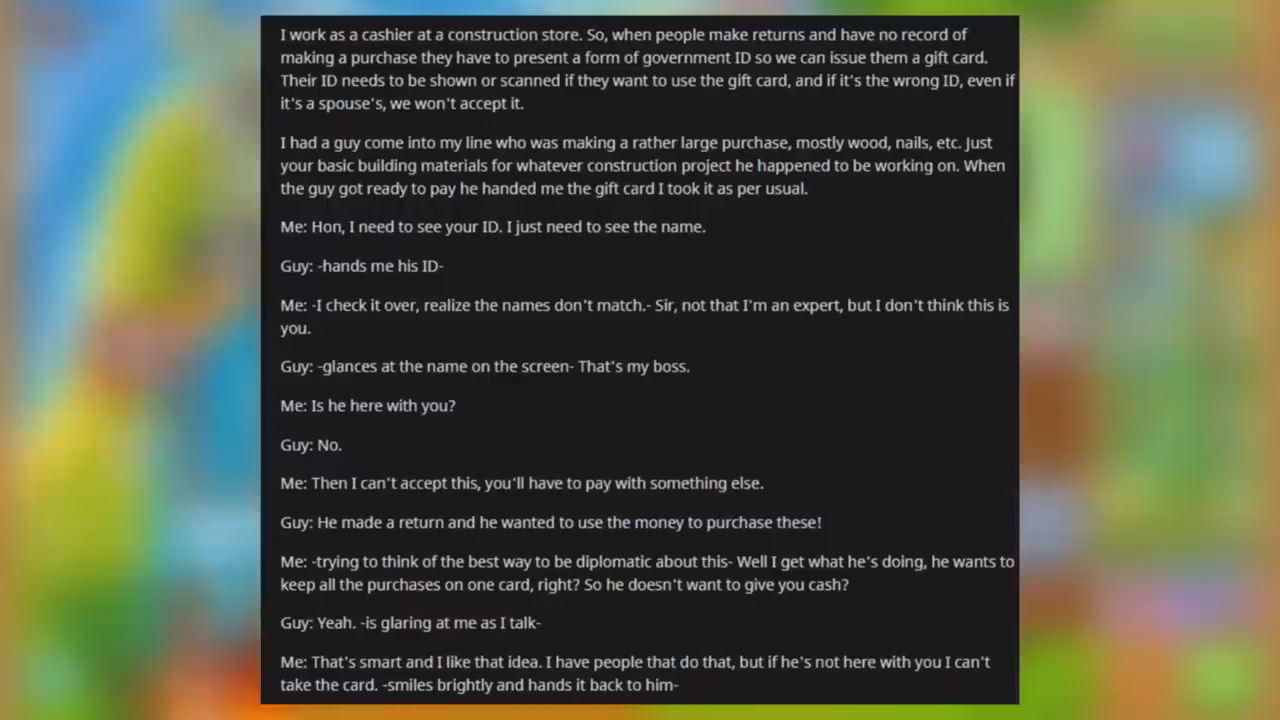 I work as a cashier at a construction store. So, when people make returns and have no record of
making a purchase they have to present a form of government ID so we can issue them a gift card.
Their ID needs to be shown or scanned if they want to use the gift card, and if it's the wrong ID, even if
it's a spouse's, we won't accept it.
I had a guy come into my line who was making a rather large purchase, mostly wood, nails, etc. Just
your basic building materials for whatever construction project he happened to be working on. When
the guy got ready to pay he handed me the gift card I took it as per usual.
Me: Hon, I need to see your ID. I just need to see the name.
Guy: -hands me his ID-
Me: -I check it over, realize the names don't match.- Sir, not that I'm an expert, but I don't think this is
you.
Guy: -glances at the name on the screen- That's my boss.
Me: Is he here with you?
Guy: No.
Me: Then I can't accept this, you'll have to pay with something else.
Guy: He made a return and he wanted to use the money to purchase these!
Me: -trying to think of the best way to be diplomatic about this- Well I get what he's doing, he wants to
keep all the purchases on one card, right? So he doesn't want to give you cash?
Guy: Yeah. -is glaring at me as I talk-
Me: That's smart and I like that idea. I have people that do that, but if he's not here with you I can't
take the card. -smiles brightly and hands it back to him-